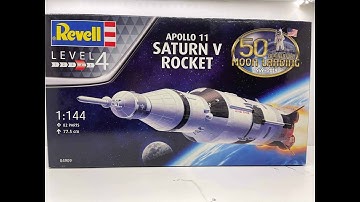 Revell
LEVEL 4
APOLLO 11
SATURN V
ROCKET
50
MOON LANDING
1:144
82 PARTS
77.5 cm
04909